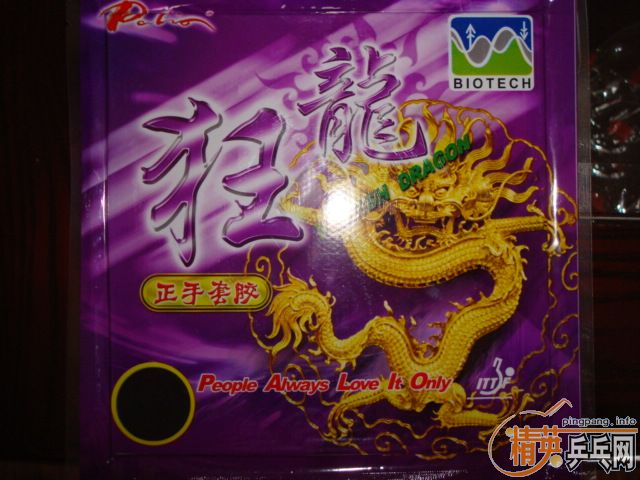 Palio
BIOTECH
狂龍
DRAGON
正手套胶
People Always Love It Only
ITTF
pingpang.info
精英乒乓网